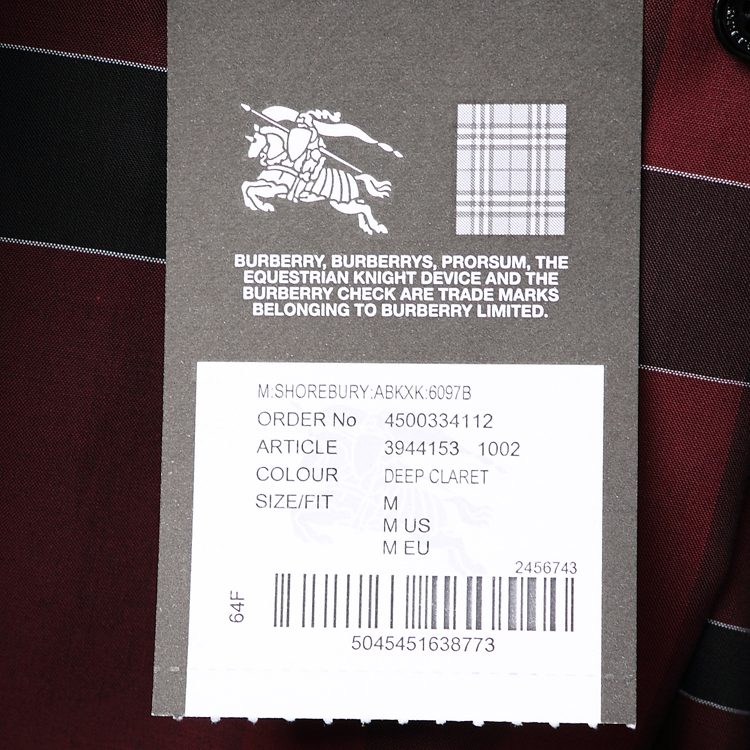 BURBERRY, BURBERRYS, PRORSUM, THE
EQUESTRIAN KNIGHT DEVICE AND THE
BURBERRY CHECK ARE TRADE MARKS
BELONGING TO BURBERRY LIMITED.
M:SHOREBURY:ABKXK:6097B
ORDER No 4500334112
ARTICLE 3944153 1002
COLOUR DEEP CLARET
SIZE/FIT M
M US
M EU
2456743
64F
5045451638773